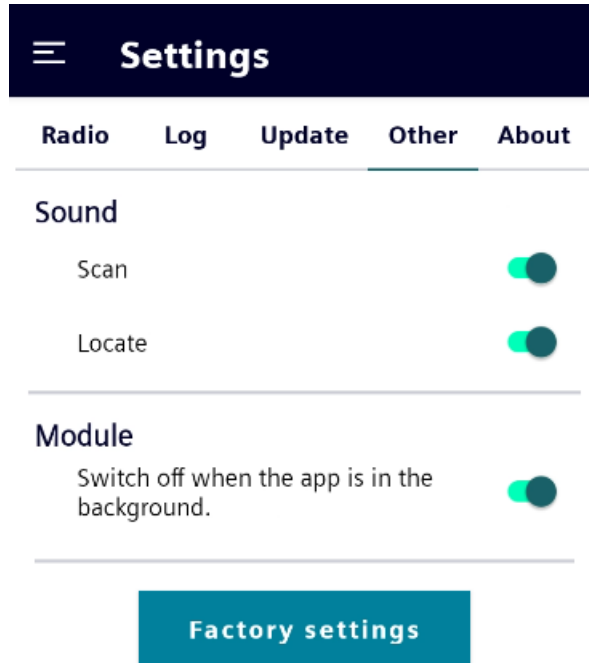 Settings
Radio Log Update Other About
Sound
Scan
Locate
Module
Switch off when the app is in the
background.
Factory settings